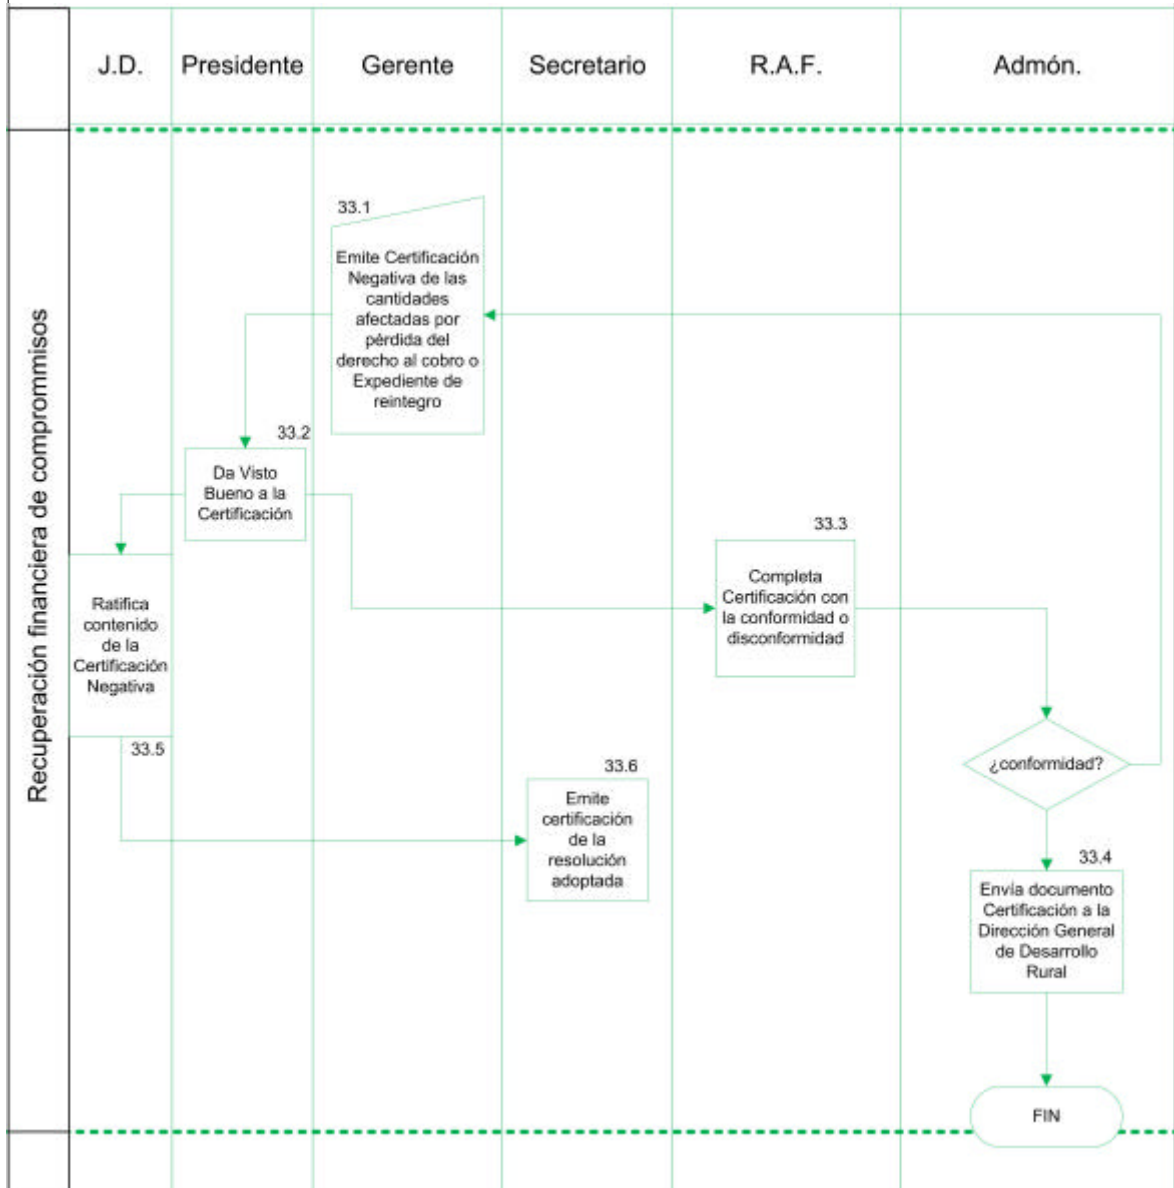 J.D.
Presidente
Gerente
Secretario
R.A.F.
Admón.
Recuperación financiera de comprommisos
33.1
Emite Certificación
Negativa de las
cantidades
afectadas por
pérdida del
derecho al cobro o
Expediente de
reintegro
33.2
Da Visto
Bueno a la
Certificación
33.3
Completa
Certificación con
la conformidad o
disconformidad
Ratifica
contenido
de la
Certificación
Negativa
33.5
¿conformidad?
33.6
Emite
certificación
de la
resolución
adoptada
33.4
Envía documento
Certificación a la
Dirección General
de Desarrollo
Rural
FIN